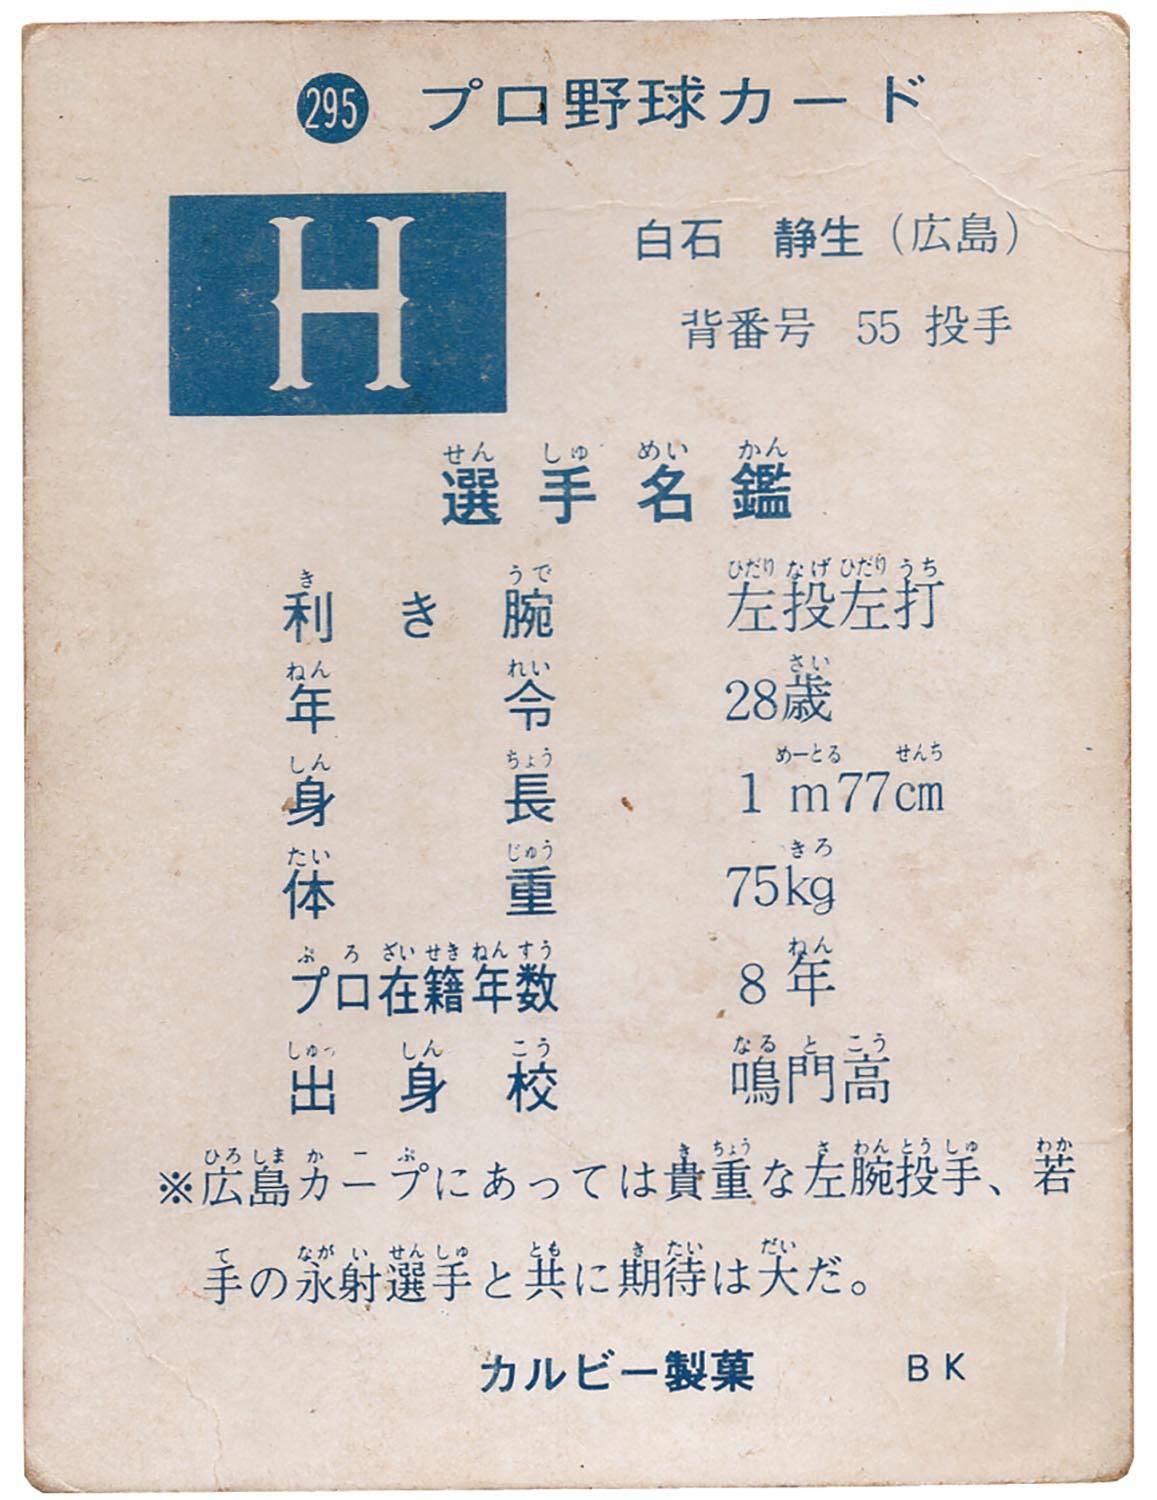 295 プロ野球カード
H
白石 静生（広島）
背番号 55 投手
せん しゅ めい かん
選手名鑑
き うで ひだり なげ ひだり うち
利き腕 左投左打
ねん れい さい
年令 28歳
しん ちょう めーとる せんち
身長 1m77cm
たい じゅう きろ
体重 75kg
ぷ ろ ざい せき ねん すう ねん
プロ在籍年数 8年
しゅっ しん こう なる と こう
出身校 鳴門高
ひろ しま かーぷ き ちょう さ わん とう しゅ わか
※広島カープにあっては貴重な左腕投手、若
て なが い せん しゅ とも き たい だい
手の永射選手と共に期待は大だ。
カルビー製菓 BK